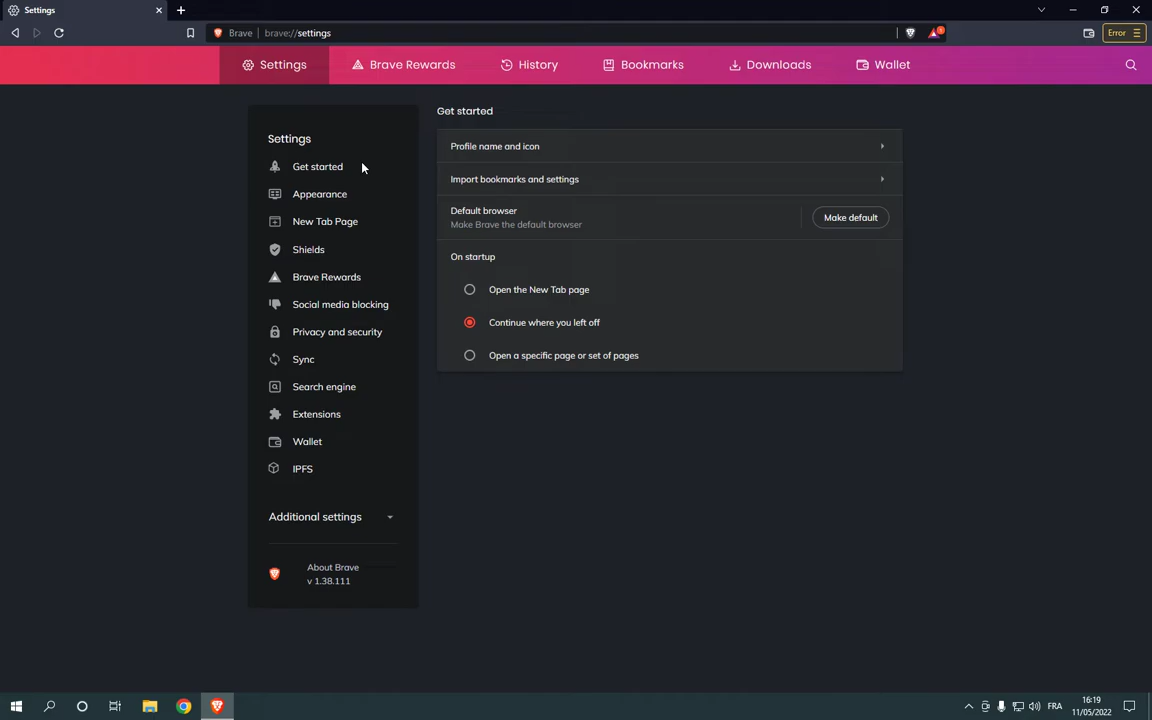 Settings
Brave
brave://settings
1
Error
Settings
Brave Rewards
History
Bookmarks
Downloads
Wallet
Settings
Get started
Appearance
New Tab Page
Shields
Brave Rewards
Social media blocking
Privacy and security
Sync
Search engine
Extensions
Wallet
IPFS
Additional settings
About Brave
v 1.38.111
Get started
Profile name and icon
Import bookmarks and settings
Default browser
Make Brave the default browser
Make default
On startup
Open the New Tab page
Continue where you left off
Open a specific page or set of pages
FRA
16:19
11/05/2022